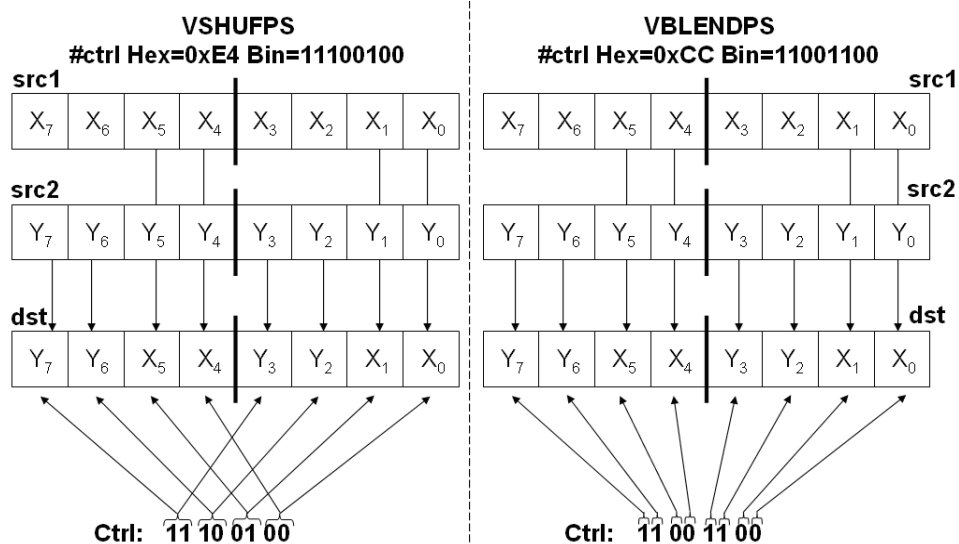 VSHUFPS
#ctrl Hex=0xE4 Bin=11100100
src1
X7 X6 X5 X4 X3 X2 X1 X0
src2
Y7 Y6 Y5 Y4 Y3 Y2 Y1 Y0
dst
Y7 Y6 X5 X4 Y3 Y2 X1 X0
Ctrl: 11 10 01 00
VBLENDPS
#ctrl Hex=0xCC Bin=11001100
src1
X7 X6 X5 X4 X3 X2 X1 X0
src2
Y7 Y6 Y5 Y4 Y3 Y2 Y1 Y0
dst
Y7 Y6 X5 X4 Y3 Y2 X1 X0
Ctrl: 11 00 11 00